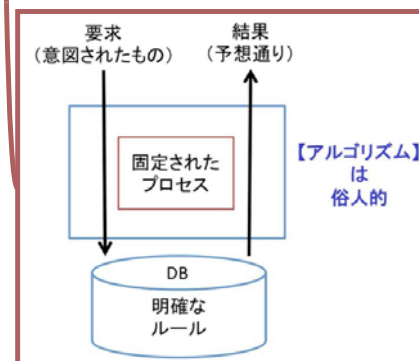 要求
(意図されたもの)
結果
(予想通り)
固定された
プロセス
【アルゴリズム】
は
俗人的
DB
明確な
ルール